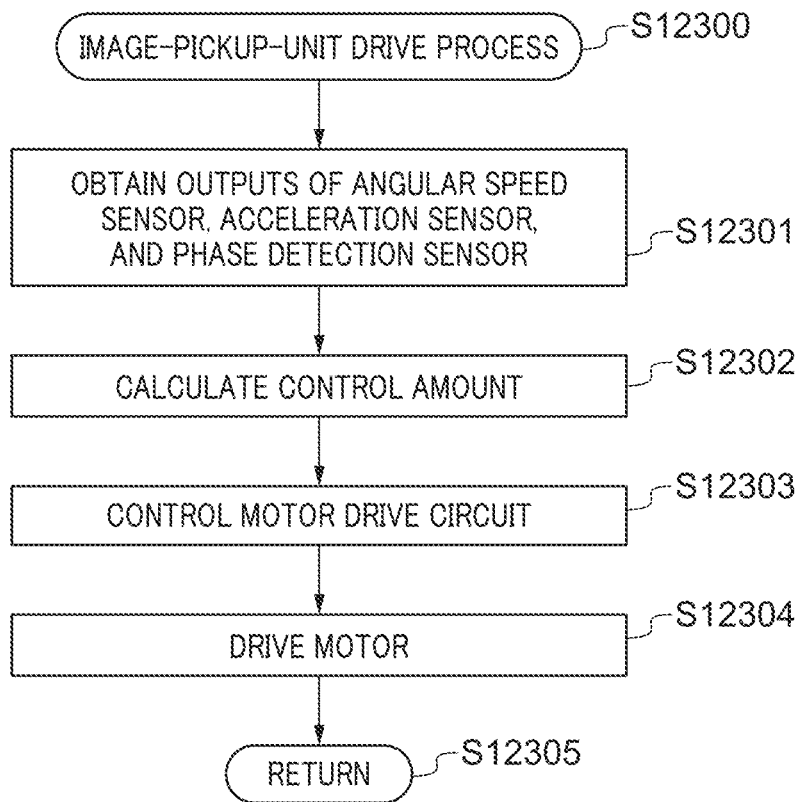 IMAGE-PICKUP-UNIT DRIVE PROCESS
S12300
OBTAIN OUTPUTS OF ANGULAR SPEED
SENSOR, ACCELERATION SENSOR,
AND PHASE DETECTION SENSOR
S12301
CALCULATE CONTROL AMOUNT
S12302
CONTROL MOTOR DRIVE CIRCUIT
S12303
DRIVE MOTOR
S12304
RETURN
S12305